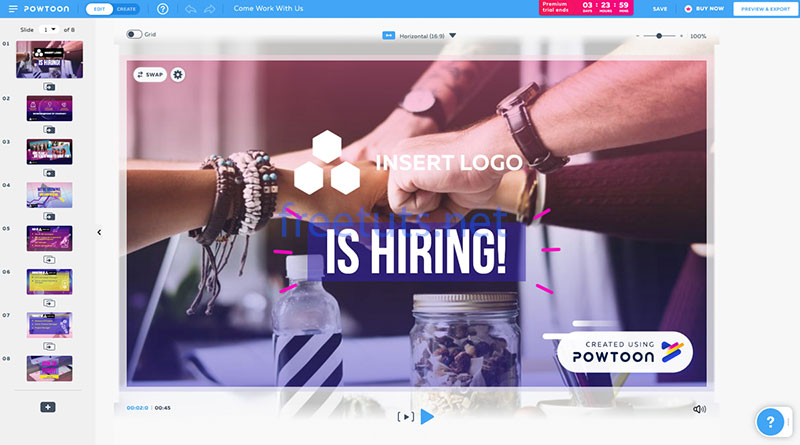 POWTOON
EDIT
CREATE
Come Work With Us
Premium trial ends
03 : 23 : 59
DAYS HOURS MINS
SAVE
BUY NOW
PREVIEW & EXPORT
Slide 1 of 8
Grid
Horizontal (16:9)
100%
01
02
03
04
05
06
07
08
SWAP
INSERT LOGO
freetuts.net
IS HIRING!
CREATED USING
POWTOON
00:02:0 | 00:45
?